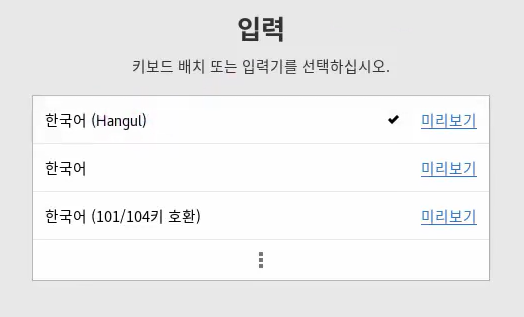 입력
키보드 배치 또는 입력기를 선택하십시오.
한국어 (Hangul) 미리보기
한국어 미리보기
한국어 (101/104키 호환) 미리보기